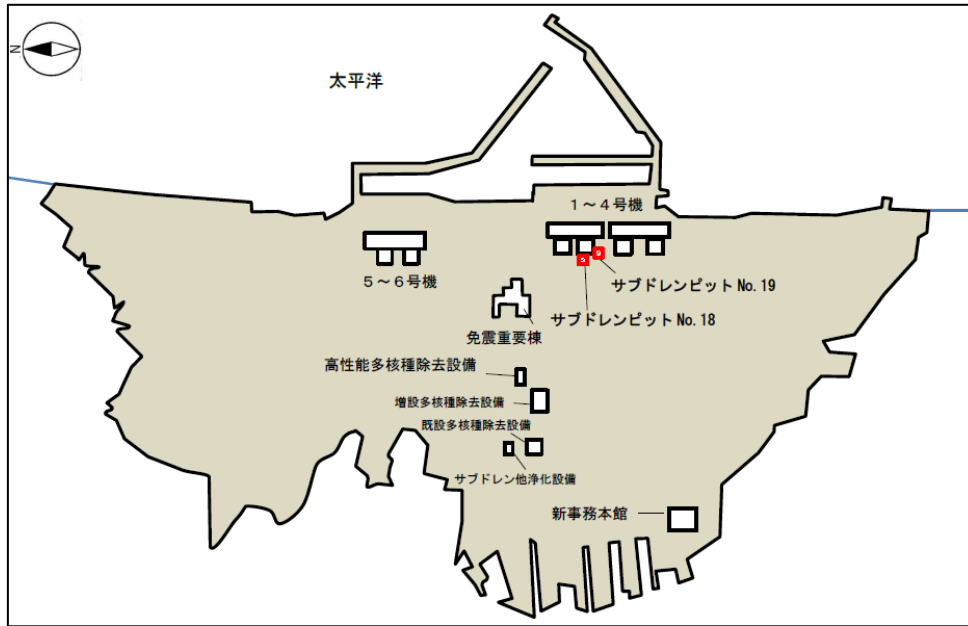 N
太平洋
1~4号機
5~6号機
サブドレンピット No. 19
サブドレンピット No. 18
免震重要棟
高性能多核種除去設備
増設多核種除去設備
既設多核種除去設備
サブドレン他浄化設備
新事務本館